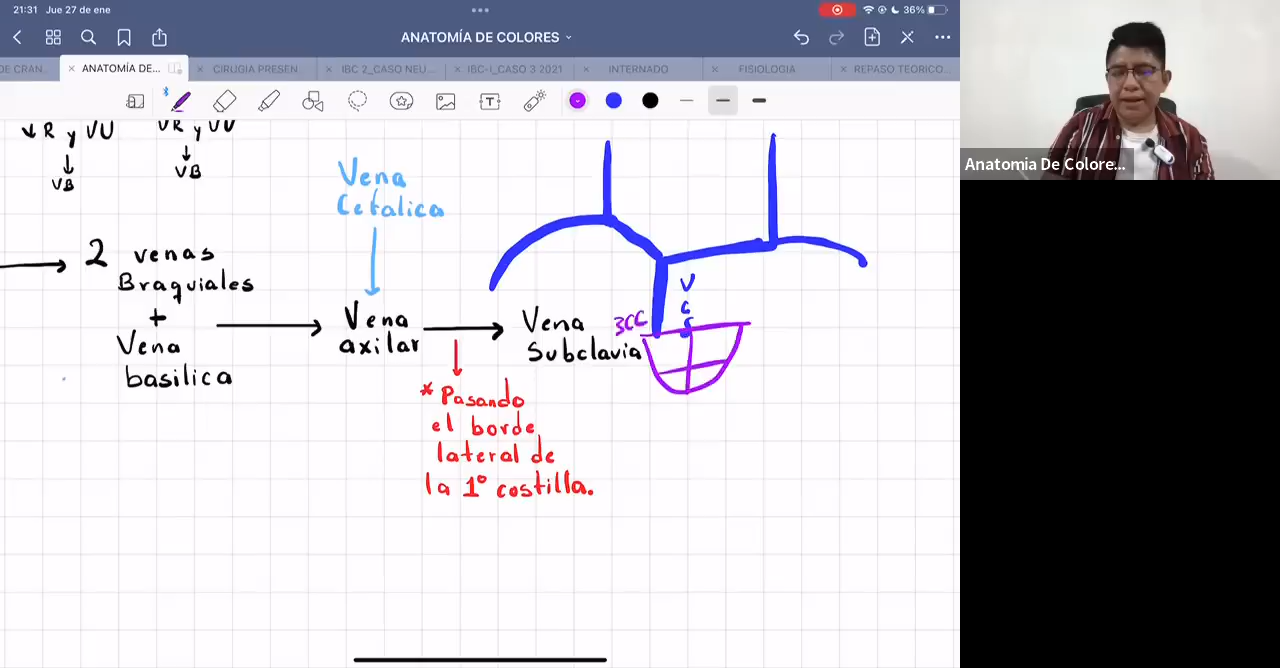 21:31 Jue 27 de ene
36%
ANATOMÍA DE COLORES
DE CRAN...
ANATOMÍA DE...
CIRUGIA PRESEN
IBC 2_CASO NEU...
IBC-I_CASO 3 2021
INTERNADO
FISIOLOGIA
REPASO TEORICO...
VR y VU
VB
VR y VU
VB
Vena
Cefalica
2 venas
Braquiales
+
Vena
basilica
Vena
axilar
Vena
Subclavia
3CC
V
C
S
* Pasando
el borde
lateral de
la 1° costilla.
Anatomia De Colore...